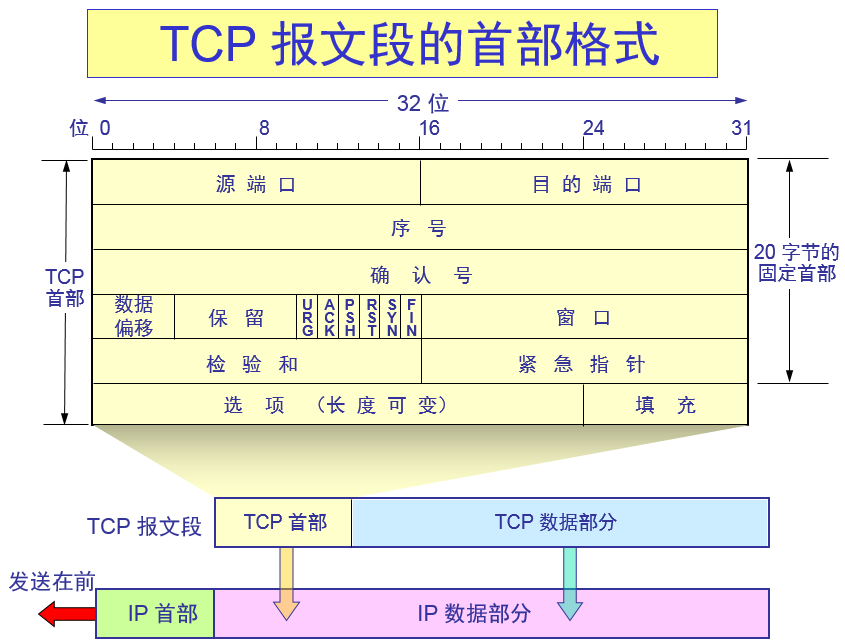 TCP 报文段的首部格式
32 位
位 0 8 16 24 31
源 端 口 目 的 端 口
序 号
确 认 号
TCP
首部
20 字节的
固定首部
数据
偏移
保 留
URG
ACK
PSH
RST
SYN
FIN
窗 口
检 验 和 紧 急 指 针
选 项 （长 度 可 变） 填 充
TCP 报文段 TCP 首部 TCP 数据部分
发送在前
IP 首部 IP 数据部分